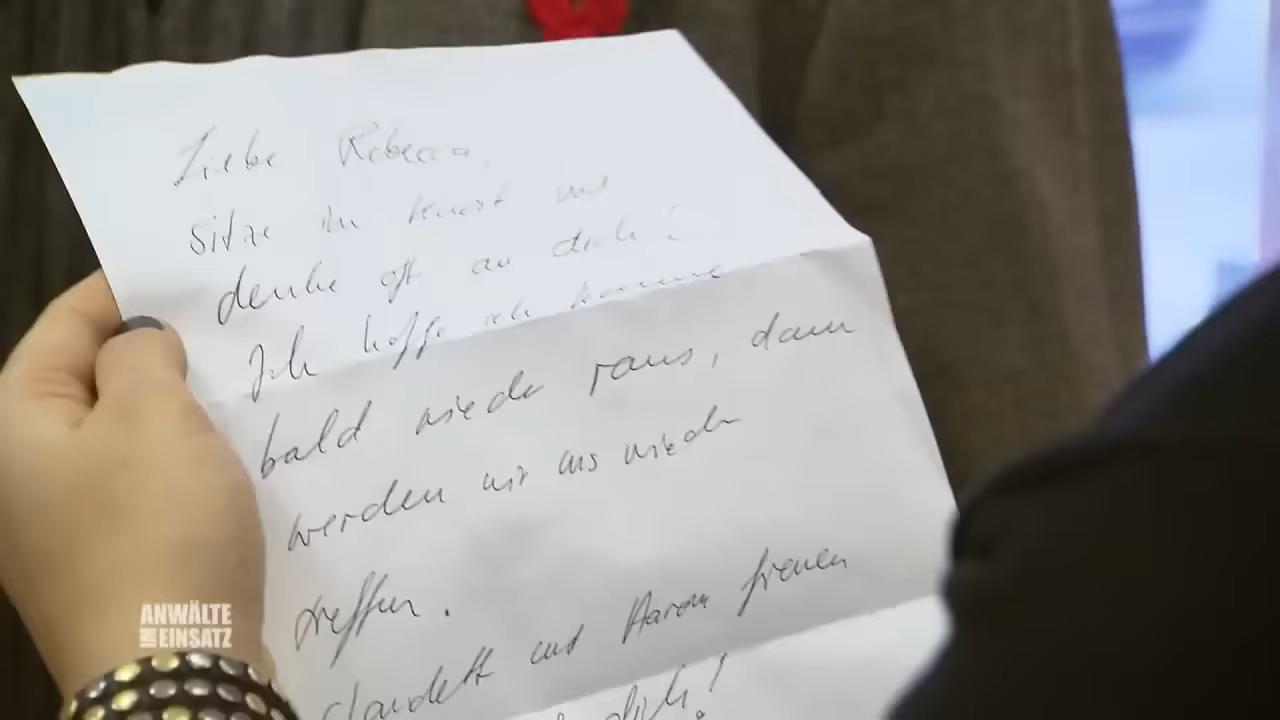 Liebe Rebecca,
sitze im Knast und
denke oft an dich!
Ich hoffe ich komme
bald wieder raus, dann
werden wir uns wieder
treffen.
und Aaron freuen
dich!
ANWÄLTE
IM EINSATZ